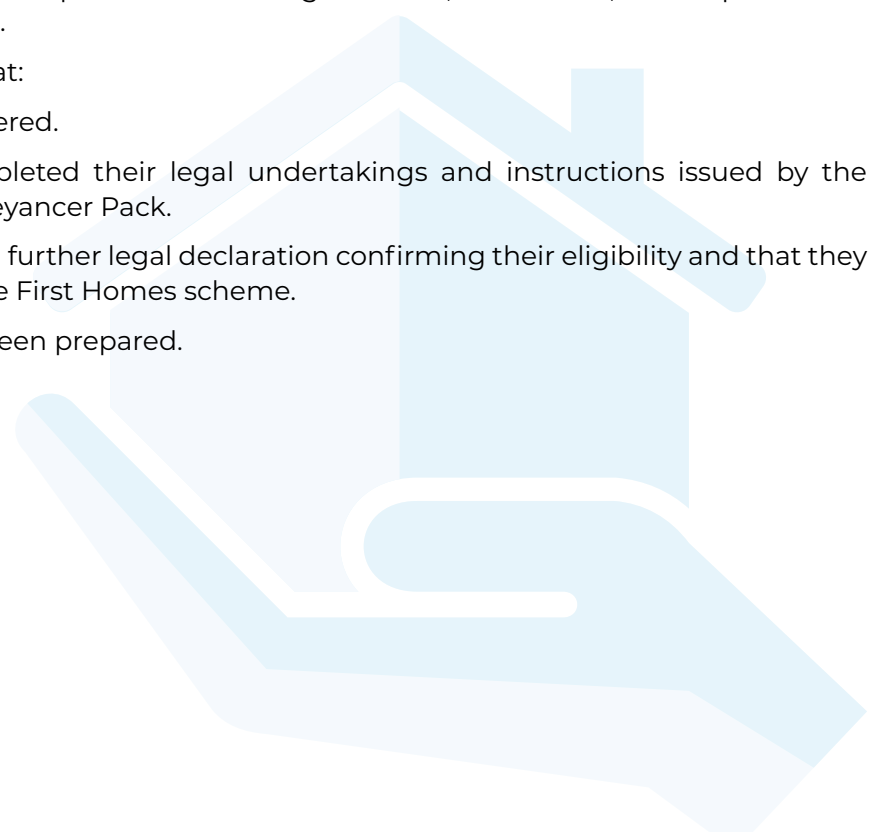 .
at:
ered.
pleted their legal undertakings and instructions issued by the
eyancer Pack.
further legal declaration confirming their eligibility and that they
e First Homes scheme.
een prepared.